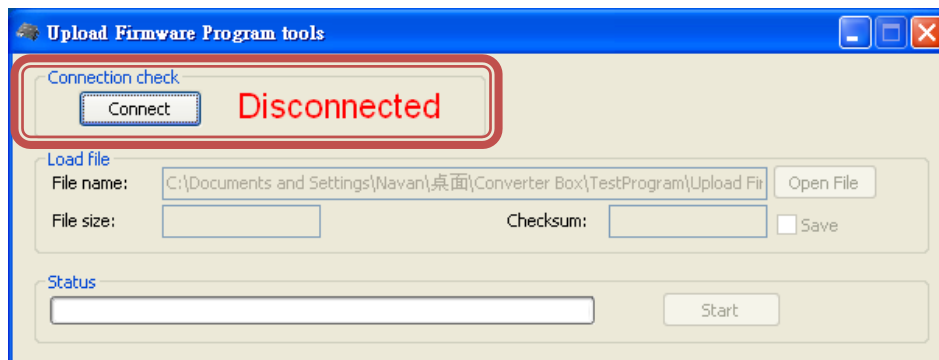 Upload Firmware Program tools
Connection check
Connect Disconnected
Load file
File name: C:\Documents and Settings\Navan\桌面\Converter Box\TestProgram\Upload Fir Open File
File size: Checksum: Save
Status
Start